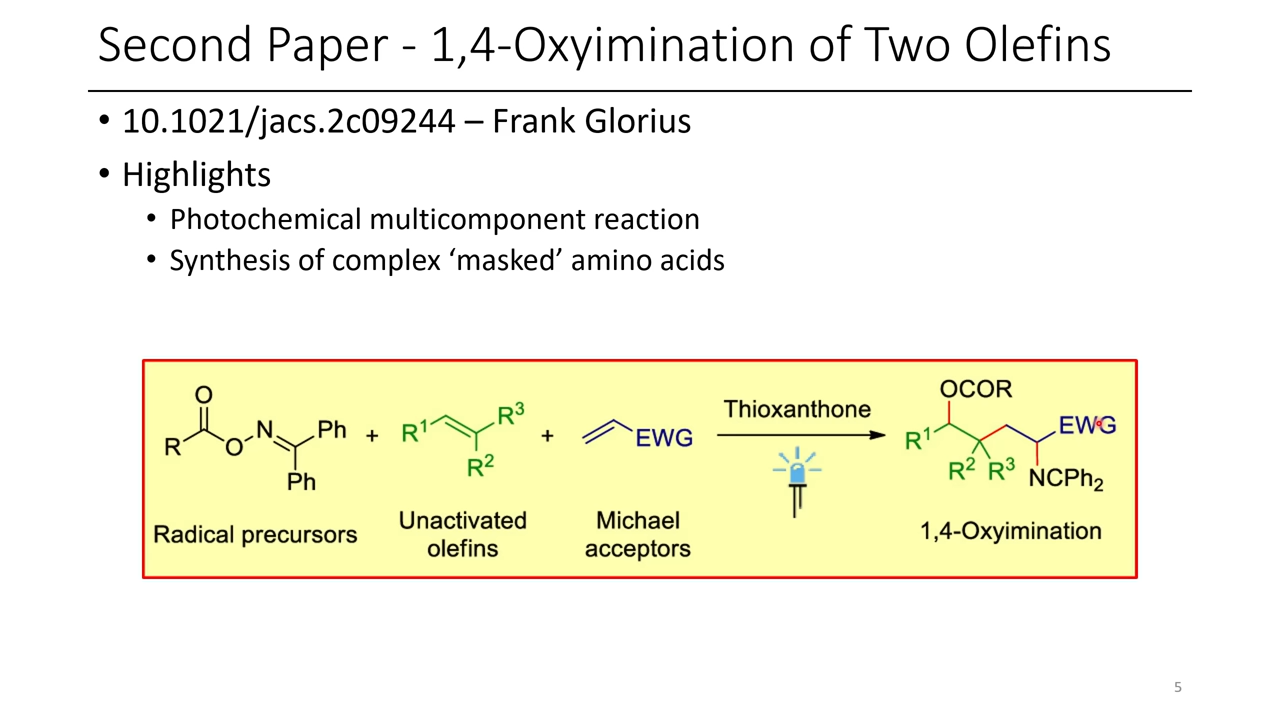 Second Paper - 1,4-Oxyimination of Two Olefins
• 10.1021/jacs.2c09244 – Frank Glorius
• Highlights
• Photochemical multicomponent reaction
• Synthesis of complex ‘masked’ amino acids
O
R
O
N
Ph
Ph
+
R¹
R³
R²
+
EWG
Thioxanthone
OCOR
R¹
R² R³
EWG
NCPh₂
Radical precursors
Unactivated
olefins
Michael
acceptors
1,4-Oxyimination
5